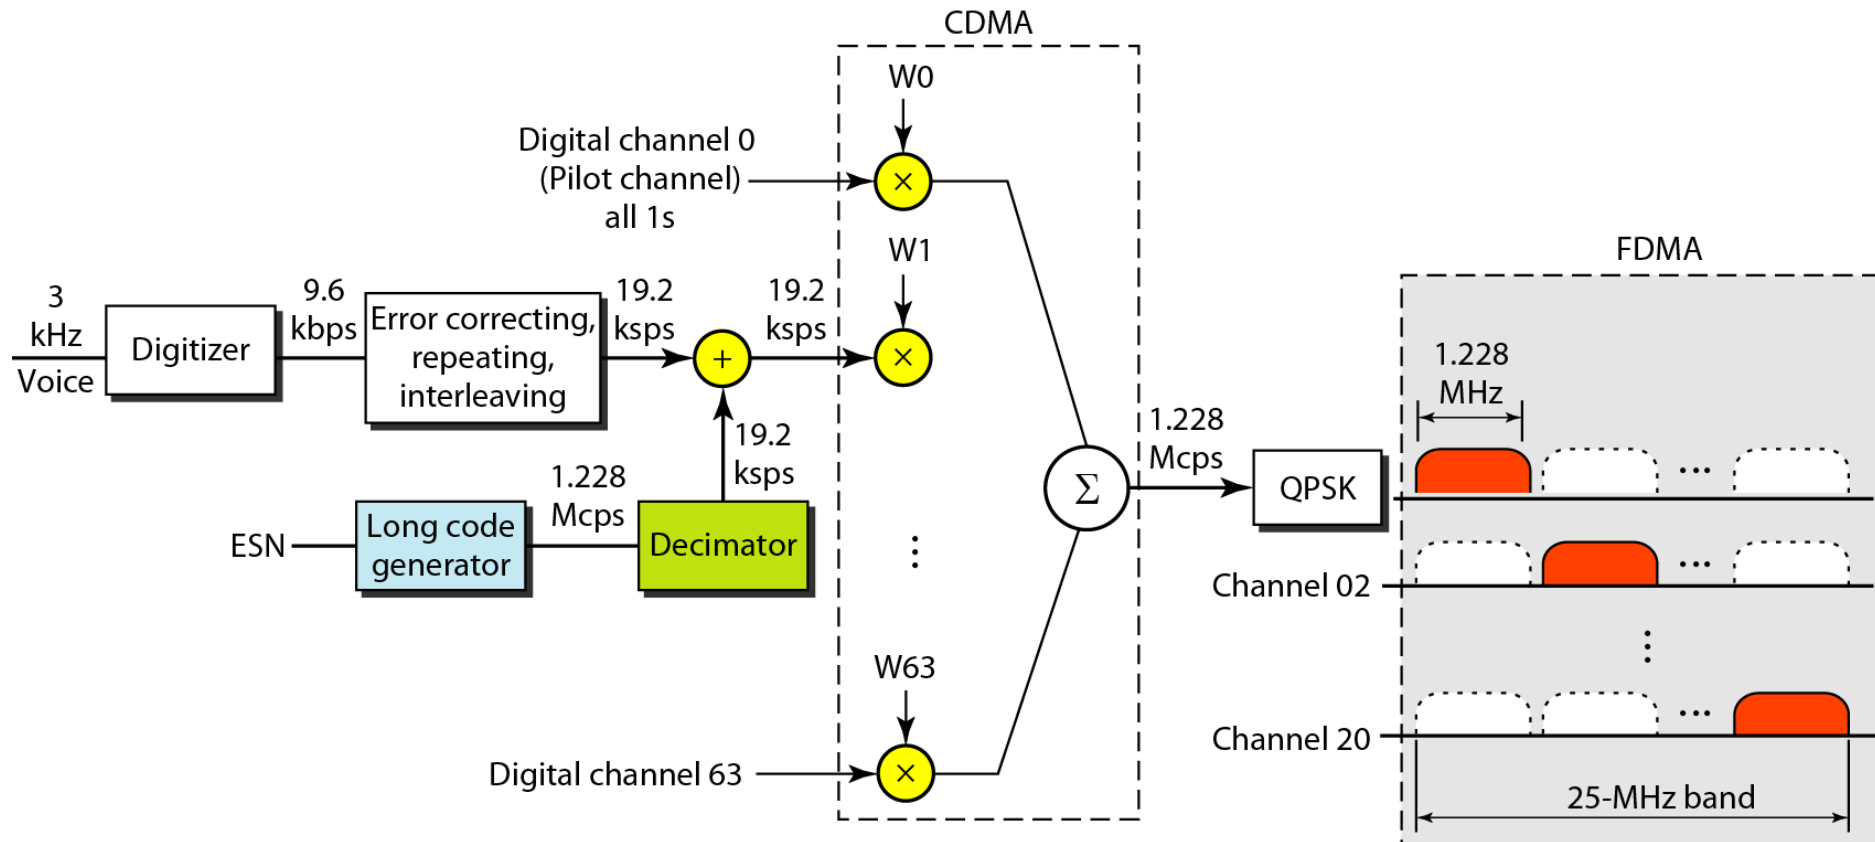 CDMA
W0
Digital channel 0
(Pilot channel)
all 1s
W1
FDMA
3
kHz
Voice
Digitizer
9.6
kbps
Error correcting,
repeating,
interleaving
19.2
ksps
+
19.2
ksps
×
×
1.228
MHz
19.2
ksps
1.228
Mcps
ESN
Long code
generator
1.228
Mcps
Decimator
Σ
QPSK
...
Channel 02
...
W63
Digital channel 63
×
Channel 20
...
25-MHz band